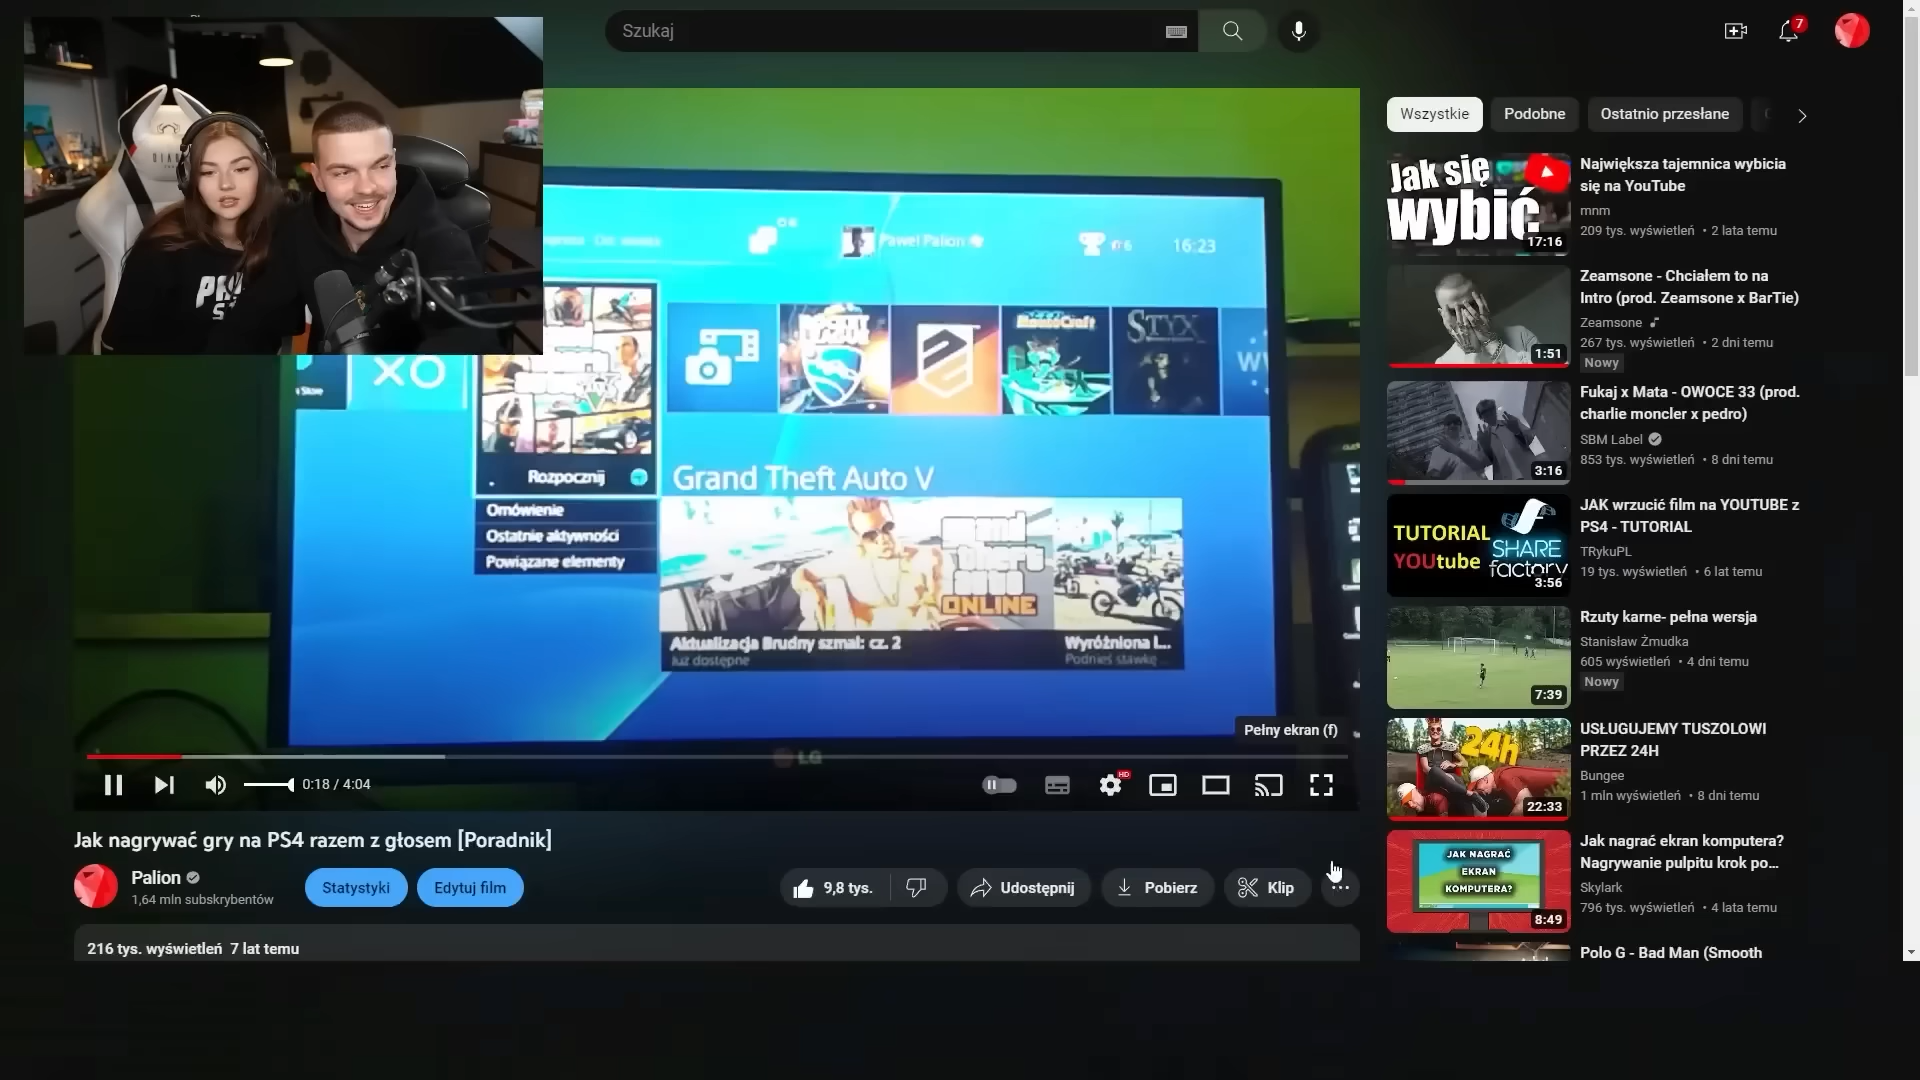 Szukaj
7
Paweł Palion
6
16:23
XO
Store
STYX
Rozpocznij
Grand Theft Auto V
Omówienie
Ostatnie aktywności
Powiązane elementy
ONLINE
Aktualizacja Brudny szmal: cz. 2
Już dostępne
Wyróżniona l...
Podnieś stawkę...
LG
Pełny ekran (f)
0:18 / 4:04
HD
Jak nagrywać gry na PS4 razem z głosem [Poradnik]
Palion
1,64 mln subskrybentów
Statystyki
Edytuj film
9,8 tys.
Udostępnij
Pobierz
Klip
216 tys. wyświetleń 7 lat temu
Wszystkie
Podobne
Ostatnio przesłane
Jak się
wybić
17:16
Największa tajemnica wybicia
się na YouTube
mnm
209 tys. wyświetleń • 2 lata temu
1:51
Zeamsone - Chciałem to na
Intro (prod. Zeamsone x BarTie)
Zeamsone
267 tys. wyświetleń • 2 dni temu
Nowy
3:16
Fukaj x Mata - OWOCE 33 (prod.
charlie moncler x pedro)
SBM Label
853 tys. wyświetleń • 8 dni temu
TUTORIAL
YOUtube
SHARE
factory
3:56
JAK wrzucić film na YOUTUBE z
PS4 - TUTORIAL
TRykuPL
19 tys. wyświetleń • 6 lat temu
7:39
Rzuty karne- pełna wersja
Stanisław Żmudka
605 wyświetleń • 4 dni temu
Nowy
24h
22:33
USŁUGUJEMY TUSZOLOWI
PRZEZ 24H
Bungee
1 mln wyświetleń • 8 dni temu
JAK NAGRAĆ
EKRAN
KOMPUTERA?
8:49
Jak nagrać ekran komputera?
Nagrywanie pulpitu krok po...
Skylark
796 tys. wyświetleń • 4 lata temu
Polo G - Bad Man (Smooth